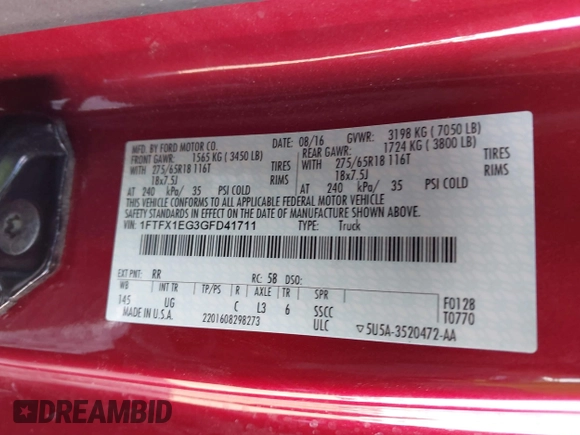 MFD. BY FORD MOTOR CO.
DATE: 08/16 GVWR: 3198 KG ( 7050 LB)
FRONT GAWR: 1565 KG ( 3450 LB) REAR GAWR: 1724 KG ( 3800 LB)
WITH 275/65R18 116T TIRES WITH 275/65R18 116T TIRES
18x7.5J RIMS 18x7.5J RIMS
AT 240 kPa/ 35 PSI COLD AT 240 kPa/ 35 PSI COLD
THIS VEHICLE CONFORMS TO ALL APPLICABLE FEDERAL MOTOR VEHICLE
SAFETY STANDARDS IN EFFECT ON THE DATE OF MANUFACTURE SHOWN ABOVE.
VIN: 1FTFX1EG3GFD41711 TYPE: Truck
EXT PNT: RR RC: 58 DSO:
WB TP/PS R AXLE TR SPR
145 UG C L3 6 SSCC F0128
MADE IN U.S.A. 2201608298273 ULC T0770
5U5A-3520472-AA
DREAMBID